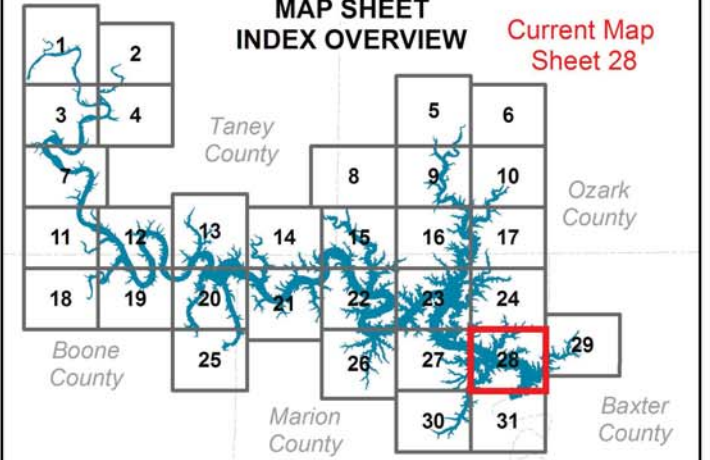 MAP SHEET
INDEX OVERVIEW
Current Map
Sheet 28
1
2
3
4
Taney
County
5
6
7
8
9
10
Ozark
County
11
12
13
14
15
16
17
18
19
20
21
22
23
24
Boone
County
25
26
27
28
29
Marion
County
30
31
Baxter
County